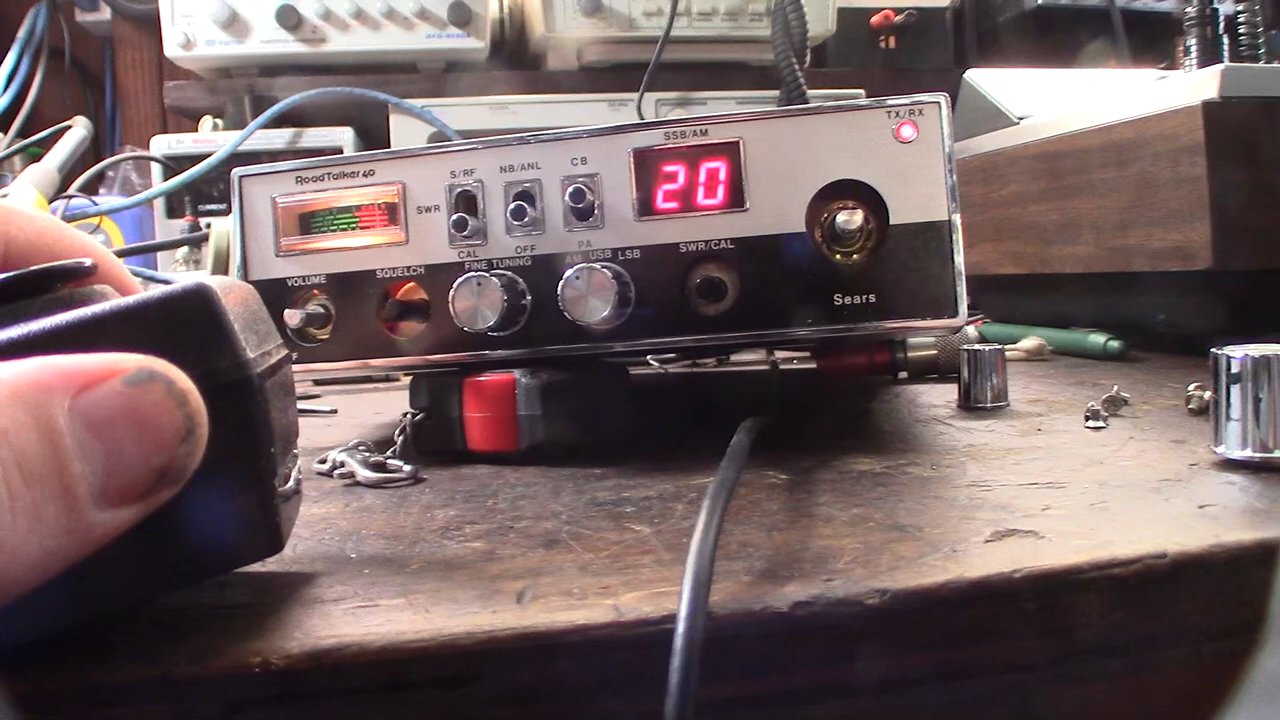 TX/RX
SSB/AM
RoadTalker 40
S/RF
NB/ANL
CB
SWR
20
CURRENT
CAL
OFF
PA
VOLUME
SQUELCH
FINE TUNING
AM
USB
LSB
SWR/CAL
Sears